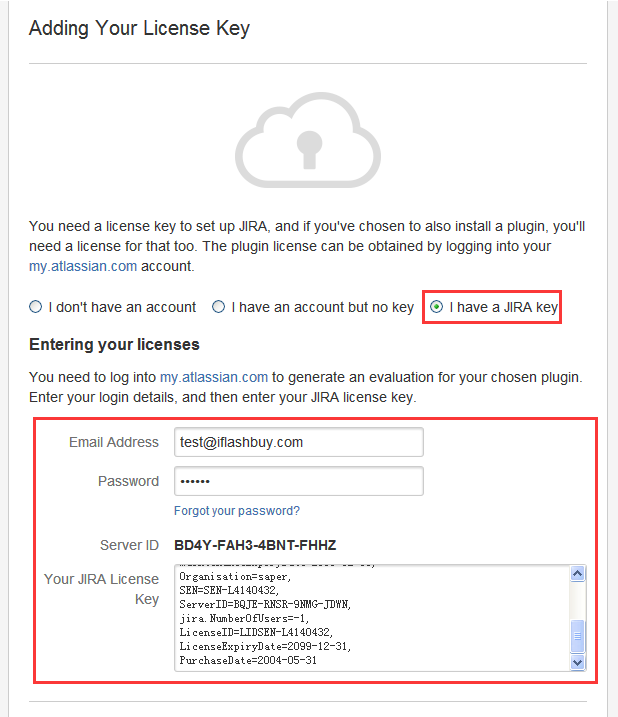 Adding Your License Key
You need a license key to set up JIRA, and if you've chosen to also install a plugin, you'll
need a license for that too. The plugin license can be obtained by logging into your
my.atlassian.com account.
I don't have an account I have an account but no key I have a JIRA key
Entering your licenses
You need to log into my.atlassian.com to generate an evaluation for your chosen plugin.
Enter your login details, and then enter your JIRA license key.
Email Address test@iflashbuy.com
Password ••••••
Forgot your password?
Server ID BD4Y-FAH3-4BNT-FHHZ
Your JIRA License
Key
Organisation=saper,
SEN=SEN-L4140432,
ServerID=BQJE-RNSR-9NMG-JDWN,
jira.NumberOfUsers=-1,
LicenseID=LIDSEN-L4140432,
LicenseExpiryDate=2099-12-31,
PurchaseDate=2004-05-31